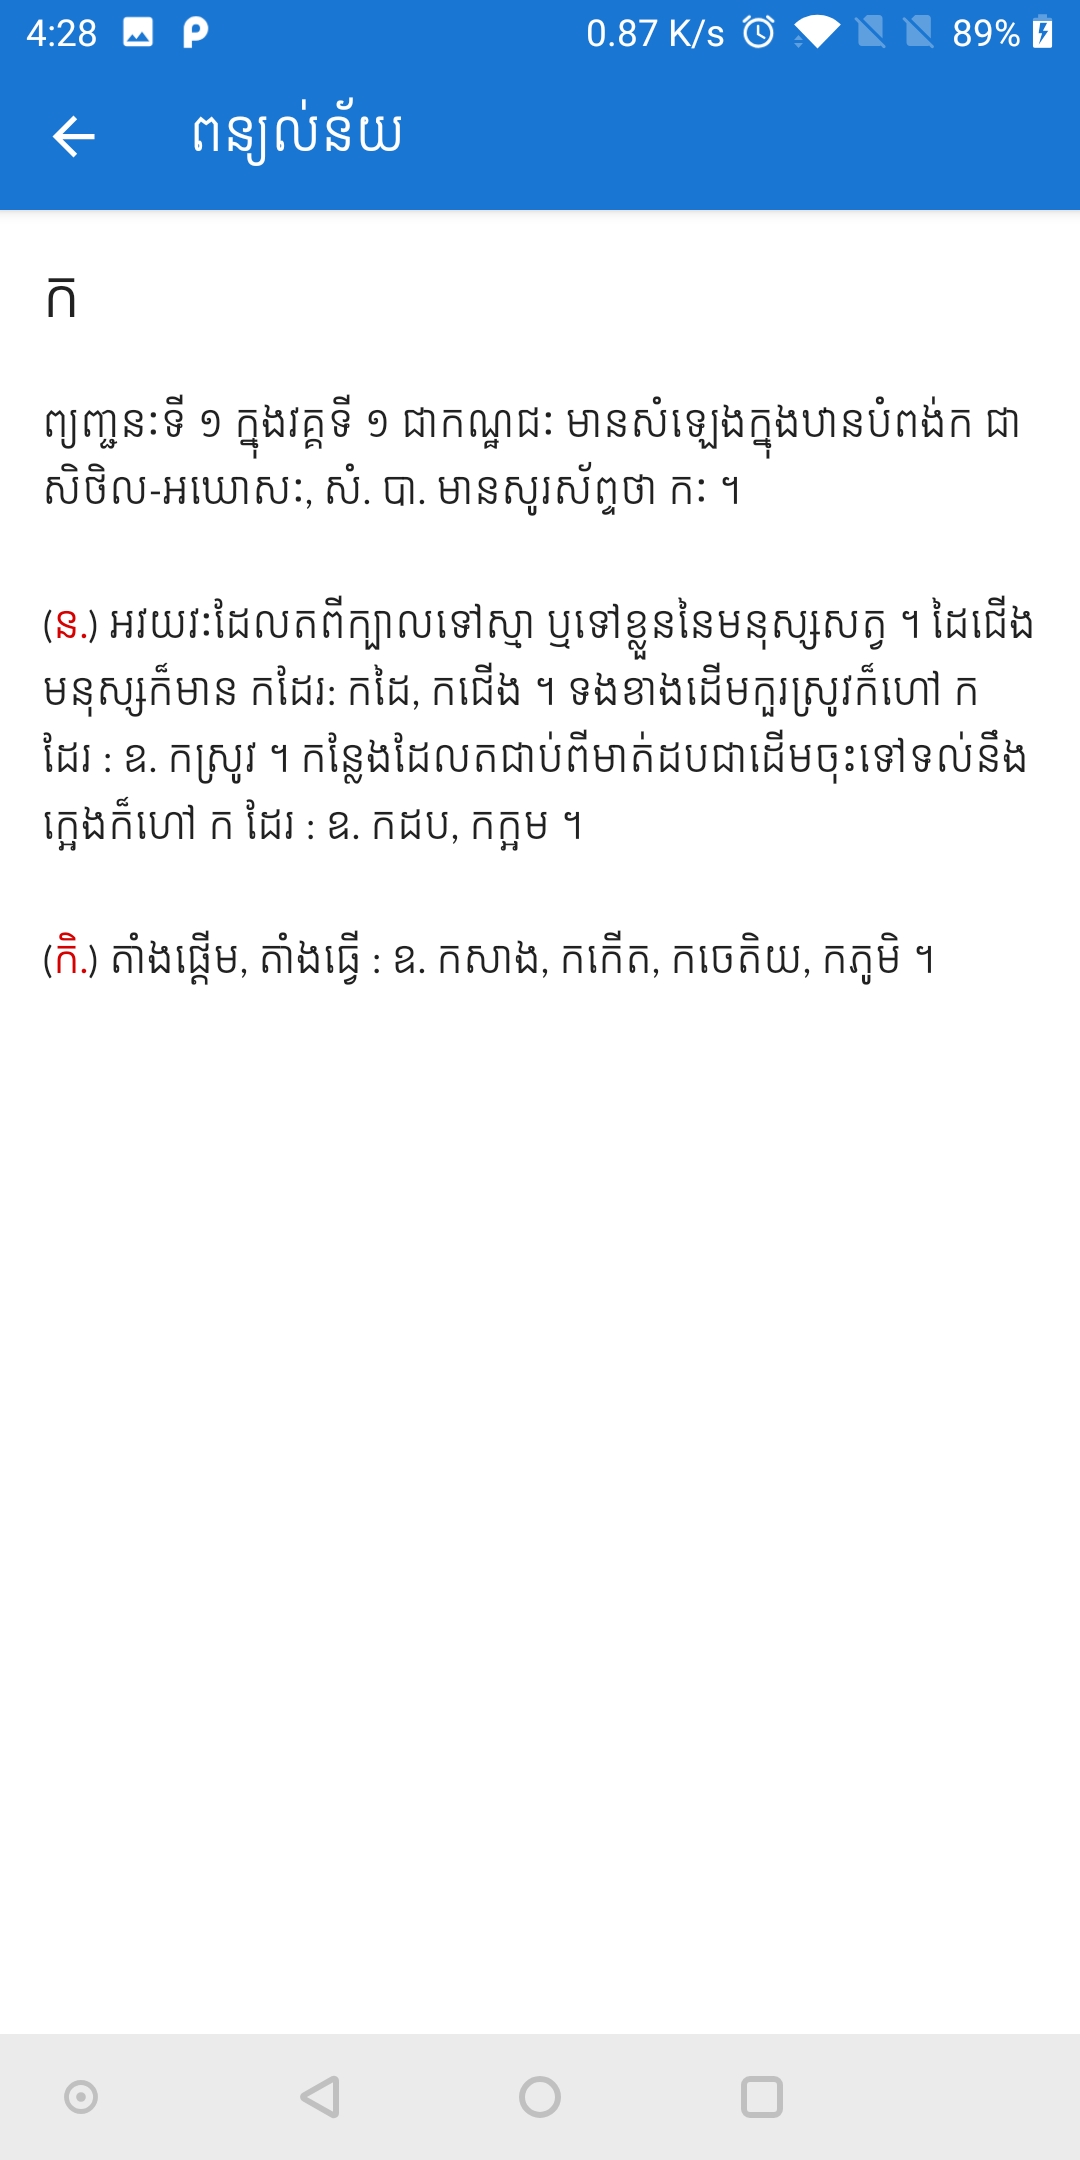 4:28 0.87 K/s 89%
ពន្យល់ន័យ
ក
ព្យញ្ជនៈទី ១ ក្នុងវគ្គទី ១ ជាកណ្ឋជៈ មានសំឡេងក្នុងឋានបំពង់ក ជា
សិថិល-អឃោសៈ, សំ. បា. មានសូរស័ព្ទថា កៈ ។
(ន.) អវយវៈដែលតពីក្បាលទៅស្មា ឬទៅខ្លួននៃមនុស្សសត្វ ។ ដៃជើង
មនុស្សក៏មាន កដែរ: កដៃ, កជើង ។ ទងខាងដើមកួរស្រូវក៏ហៅ ក
ដែរ : ឧ. កស្រូវ ។ កន្លែងដែលតជាប់ពីមាត់ដបជាដើមចុះទៅទល់នឹង
ក្អេងក៏ហៅ ក ដែរ : ឧ. កដប, កក្អម ។
(កិ.) តាំងផ្ដើម, តាំងធ្វើ : ឧ. កសាង, កកើត, កចេតិយ, កភូមិ ។